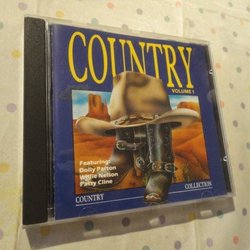 COUNTRY
VOLUME 1
Featuring:
Dolly Parton
Willie Nelson
Patsy Cline
COUNTRY COLLECTION